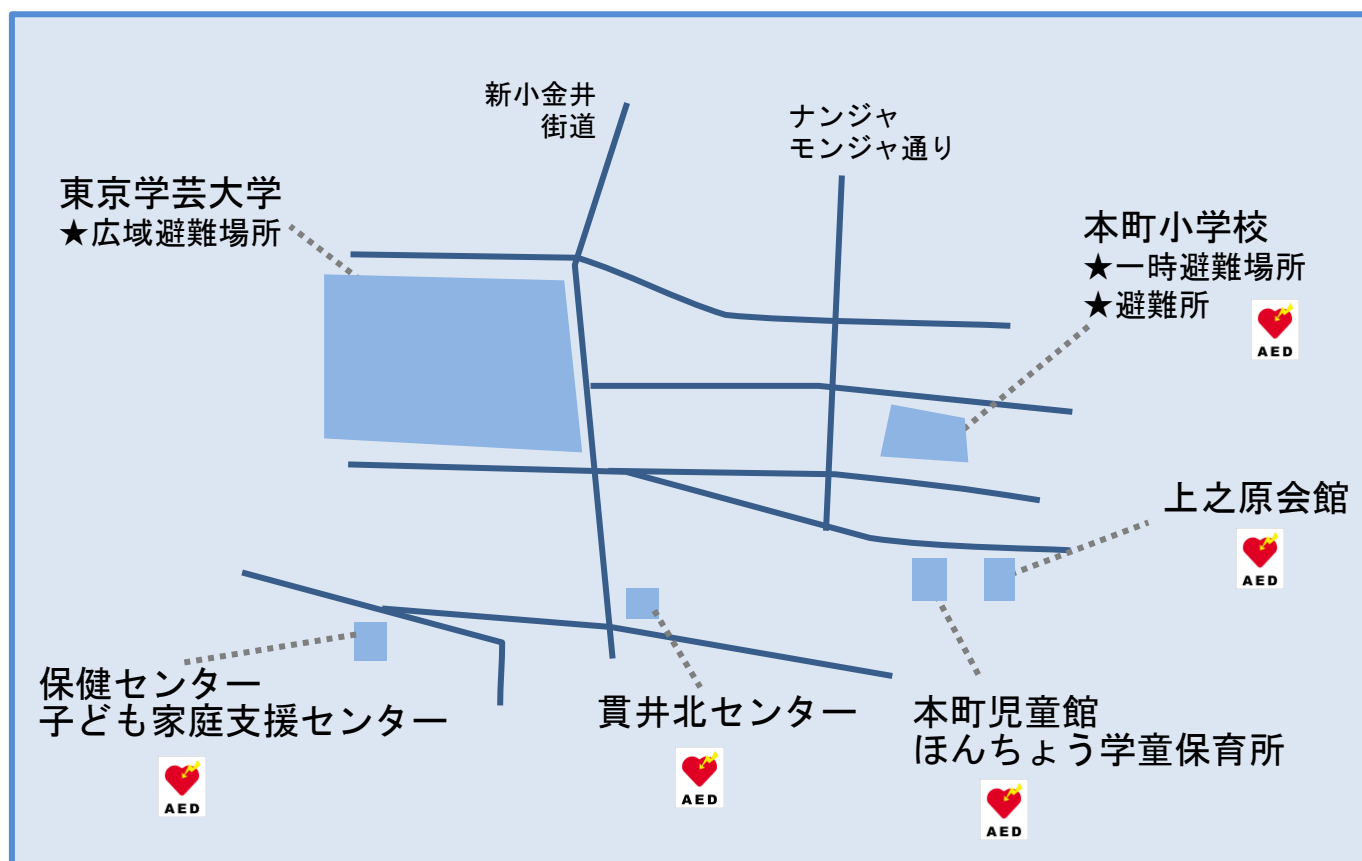 新小金井
街道
ナンジャ
モンジャ通り
東京学芸大学
★広域避難場所
本町小学校
★一時避難場所
★避難所
AED
上之原会館
AED
保健センター
子ども家庭支援センター
AED
貫井北センター
AED
本町児童館
ほんちょう学童保育所
AED